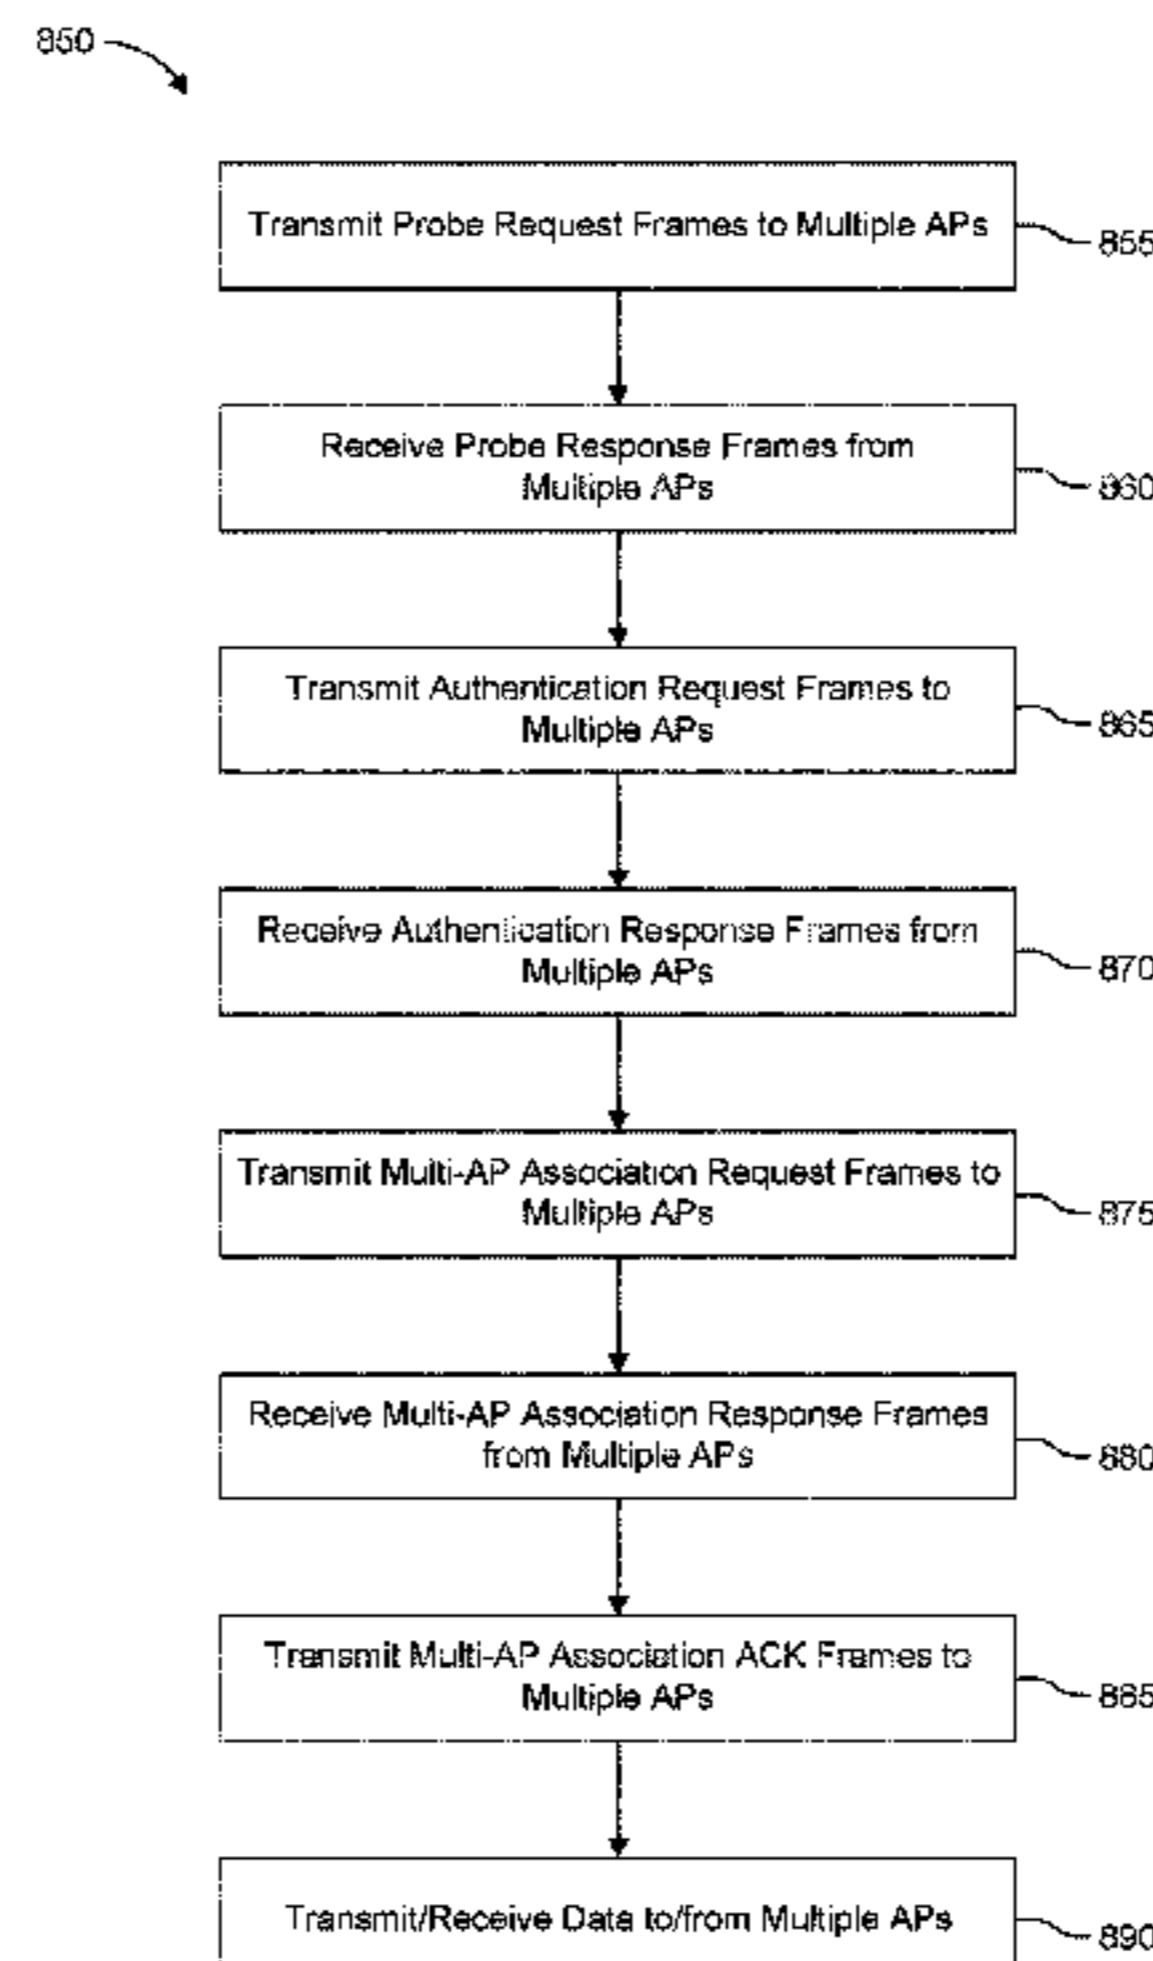 850
Transmit Probe Request Frames to Multiple APs
855
Receive Probe Response Frames from
Multiple APs
860
Transmit Authentication Request Frames to
Multiple APs
865
Receive Authentication Response Frames from
Multiple APs
870
Transmit Multi-AP Association Request Frames to
Multiple APs
875
Receive Multi-AP Association Response Frames
from Multiple APs
880
Transmit Multi-AP Association ACK Frames to
Multiple APs
885
Transmit/Receive Data to/from Multiple APs
890